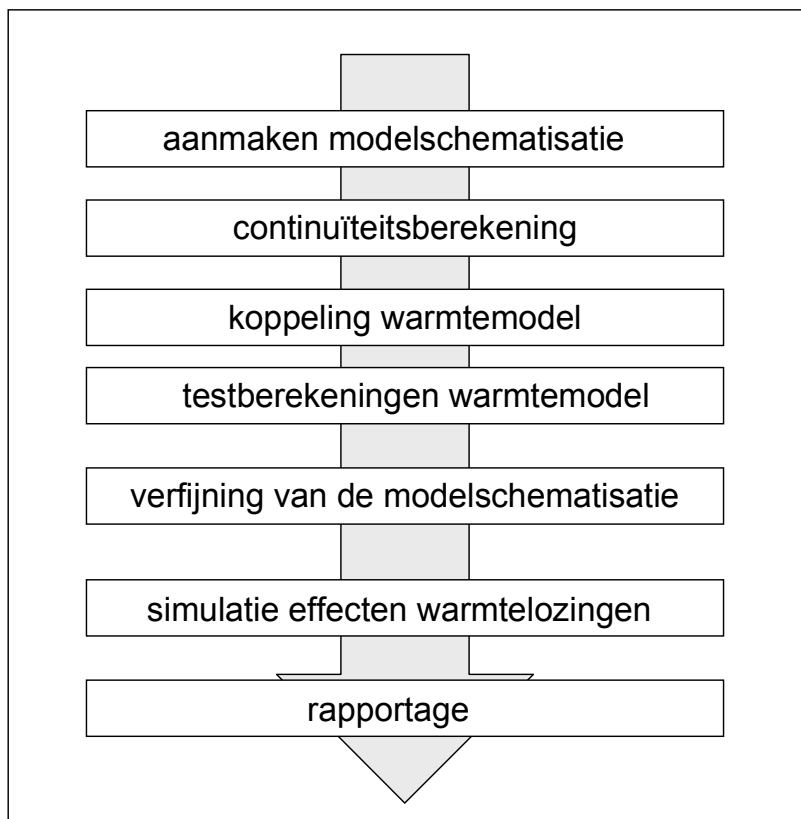 aanmaken modelschematisatie
continuïteitsberekening
koppeling warmtemodel
testberekeningen warmtemodel
verfijning van de modelschematisatie
simulatie effecten warmtelozingen
rapportage